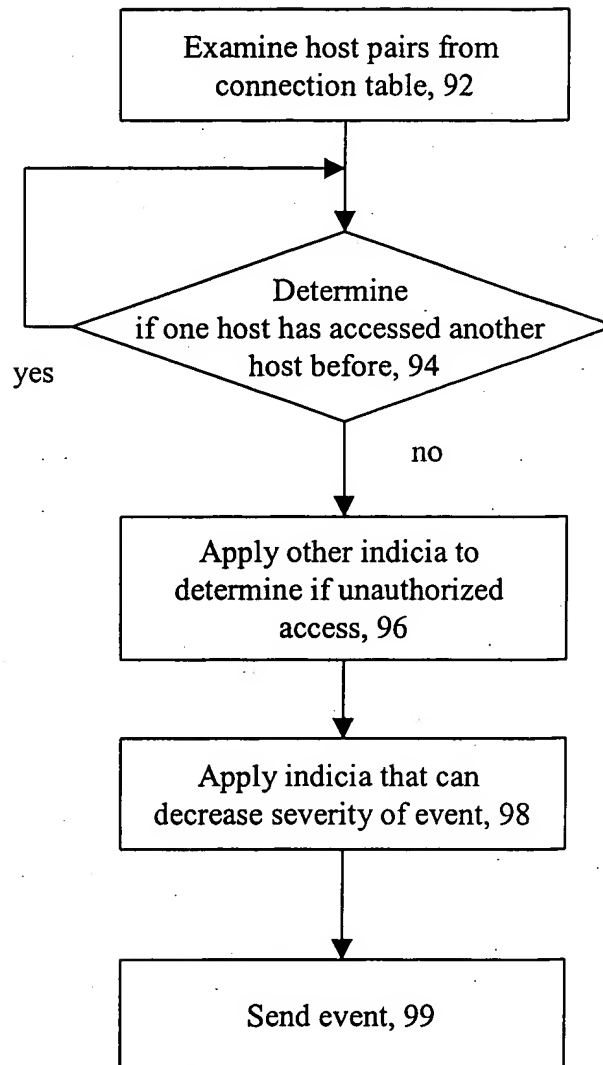 Examine host pairs from
connection table, 92
Determine
if one host has accessed another
host before, 94
yes
no
Apply other indicia to
determine if unauthorized
access, 96
Apply indicia that can
decrease severity of event, 98
Send event, 99